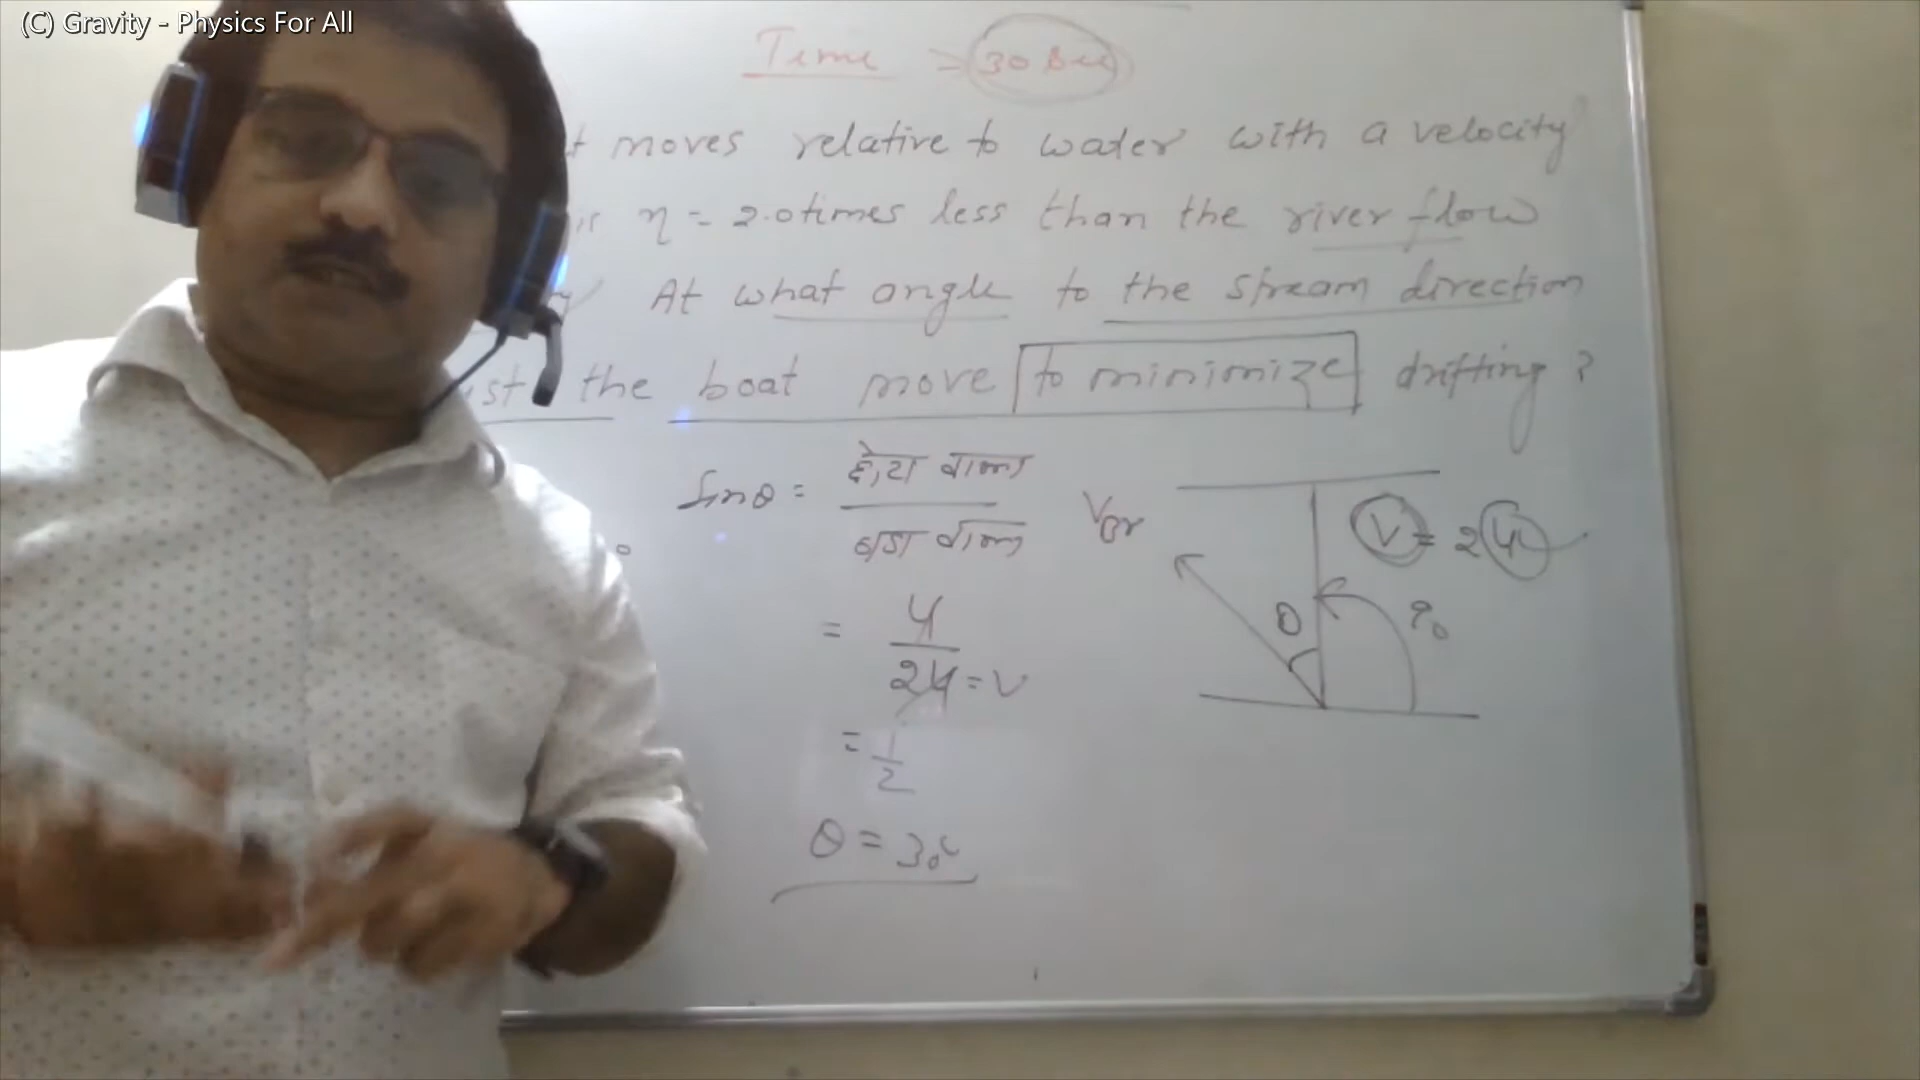 (C) Gravity - Physics For All
Time = 30 Sec
t moves relative to water with a velocity
is η = 2.0 times less than the river flow
y At what angle to the stream direction
ust the boat move to minimize drifting ?
Sinθ = छोटा वाला
बड़ा वाला
= u
2u = v
= 1
2
θ = 30°
VBr
V = 2u
θ
90